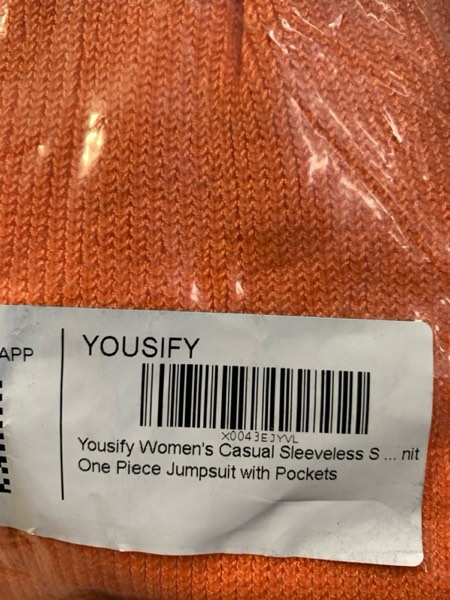 APP
YOUSIFY
X0043EJYVL
Yousify Women's Casual Sleeveless S ... nit
One Piece Jumpsuit with Pockets